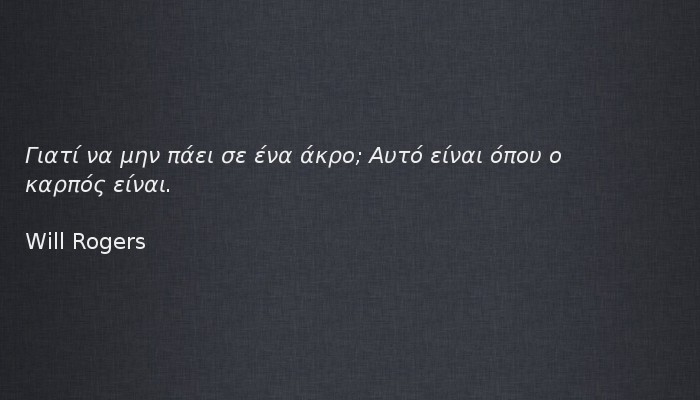 Γιατί να μην πάει σε ένα άκρο; Αυτό είναι όπου ο
καρπός είναι.
Will Rogers